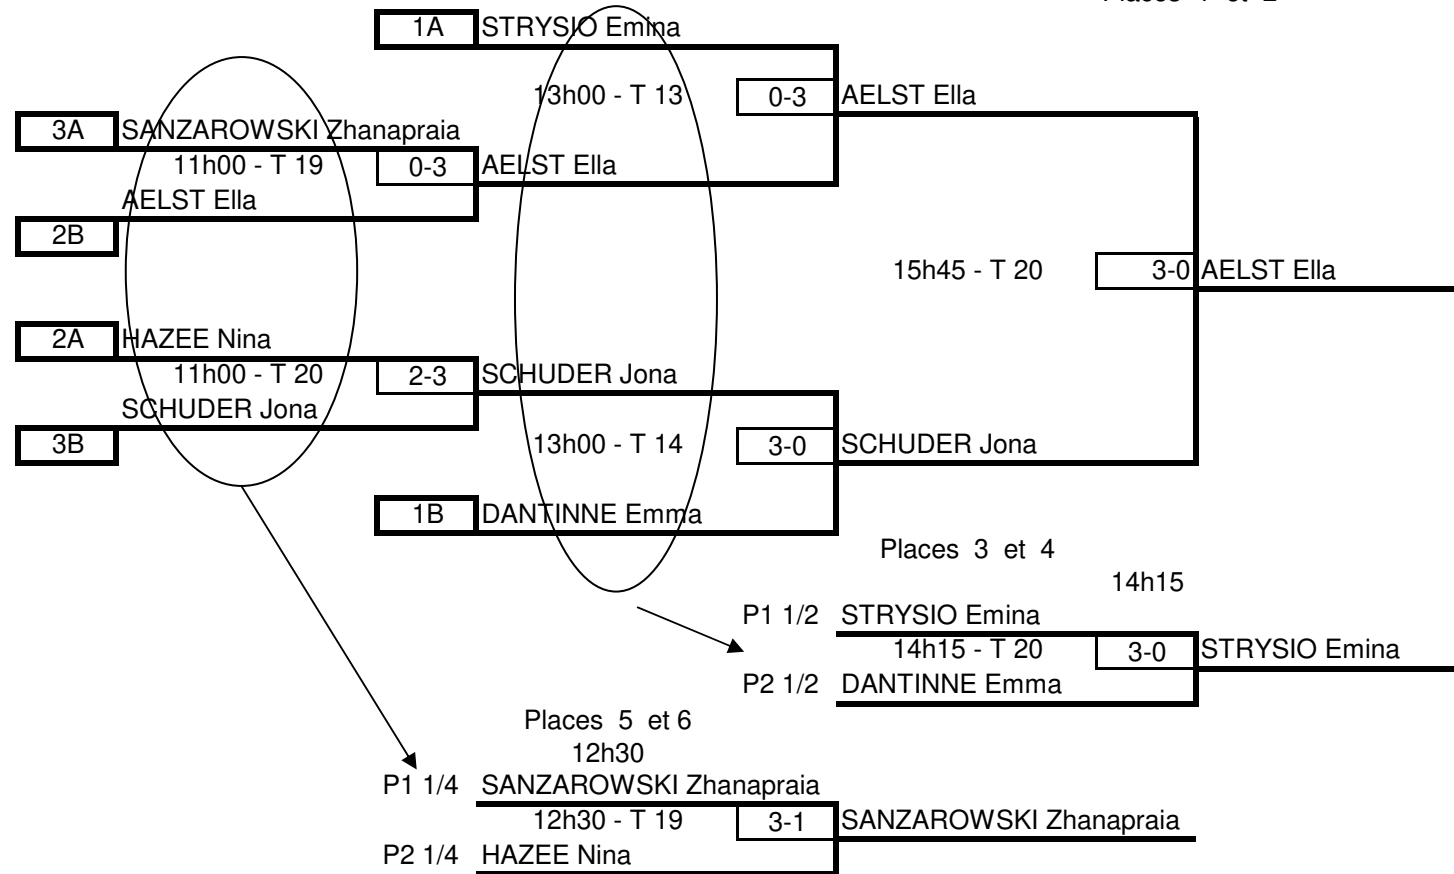 Places 1 et 2
1A STRYSIO Emina
13h00 - T 13 0-3 AELST Ella
3A SANZAROWSKI Zhanapraia
11h00 - T 19 0-3 AELST Ella
AELST Ella
2B
15h45 - T 20 3-0 AELST Ella
2A HAZEE Nina
11h00 - T 20 2-3 SCHUDER Jona
SCHUDER Jona
3B
13h00 - T 14 3-0 SCHUDER Jona
1B DANTINNE Emma
Places 3 et 4
14h15
P1 1/2 STRYSIO Emina
14h15 - T 20 3-0 STRYSIO Emina
P2 1/2 DANTINNE Emma
Places 5 et 6
12h30
P1 1/4 SANZAROWSKI Zhanapraia
12h30 - T 19 3-1 SANZAROWSKI Zhanapraia
P2 1/4 HAZEE Nina